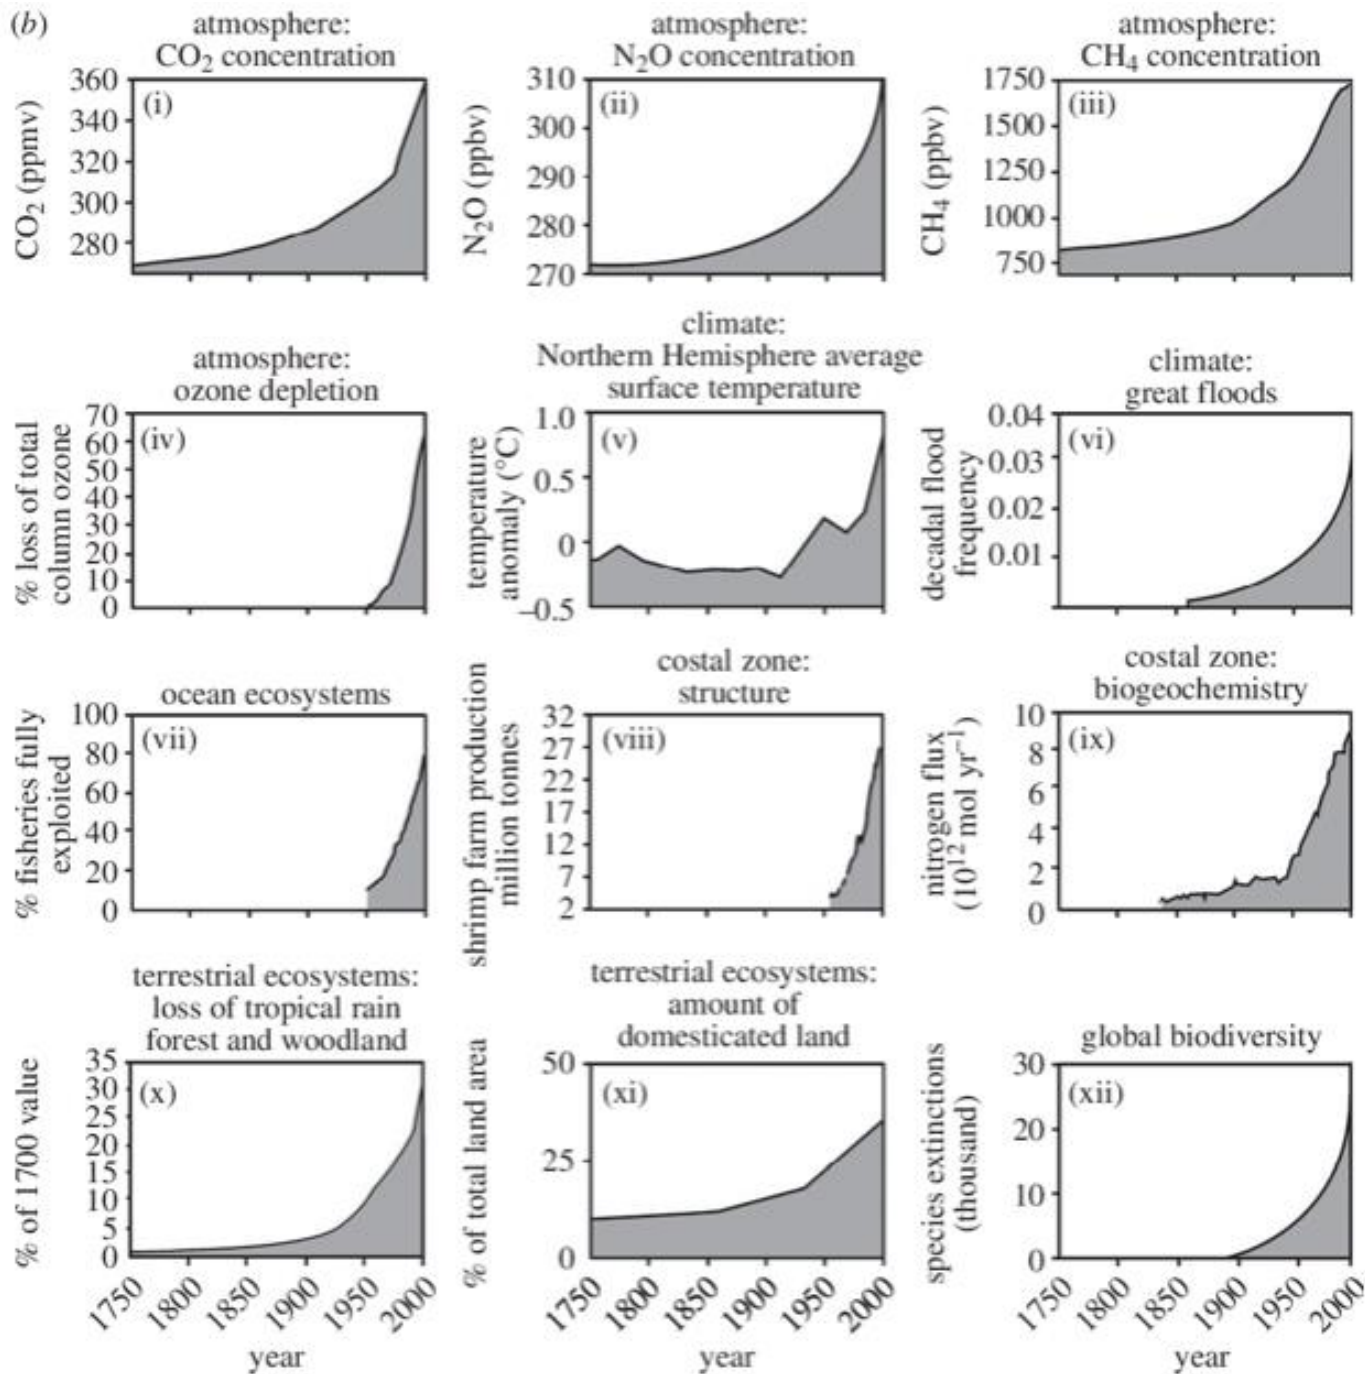 (b)
atmosphere:
CO2 concentration
CO2 (ppmv)
360
340
320
300
280
(i)
atmosphere:
N2O concentration
N2O (ppbv)
310
300
290
280
270
(ii)
atmosphere:
CH4 concentration
CH4 (ppbv)
1750
1500
1250
1000
750
(iii)
atmosphere:
ozone depletion
% loss of total
column ozone
70
60
50
40
30
20
10
0
(iv)
climate:
Northern Hemisphere average
surface temperature
temperature
anomaly (°C)
1.0
0.5
0
–0.5
(v)
climate:
great floods
decadal flood
frequency
0.04
0.03
0.02
0.01
(vi)
ocean ecosystems
% fisheries fully
exploited
100
80
60
40
20
0
(vii)
costal zone:
structure
shrimp farm production
million tonnes
32
27
22
17
12
7
2
(viii)
costal zone:
biogeochemistry
nitrogen flux
(10^12 mol yr^–1)
10
8
6
4
2
0
(ix)
terrestrial ecosystems:
loss of tropical rain
forest and woodland
% of 1700 value
35
30
25
20
15
10
5
0
(x)
1750 1800 1850 1900 1950 2000
year
terrestrial ecosystems:
amount of
domesticated land
% of total land area
50
25
0
(xi)
1750 1800 1850 1900 1950 2000
year
global biodiversity
species extinctions
(thousand)
30
20
10
0
(xii)
1750 1800 1850 1900 1950 2000
year